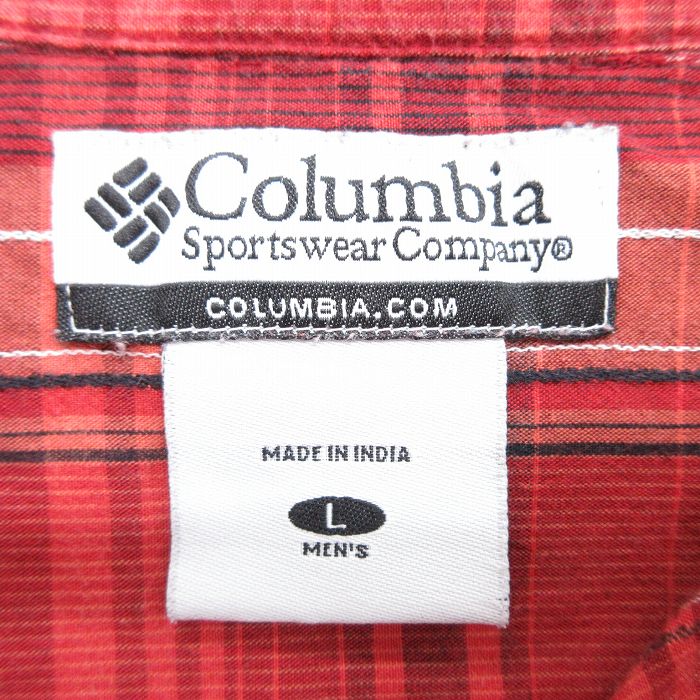 Columbia
Sportswear Company®
COLUMBIA.COM
MADE IN INDIA
L
MEN'S